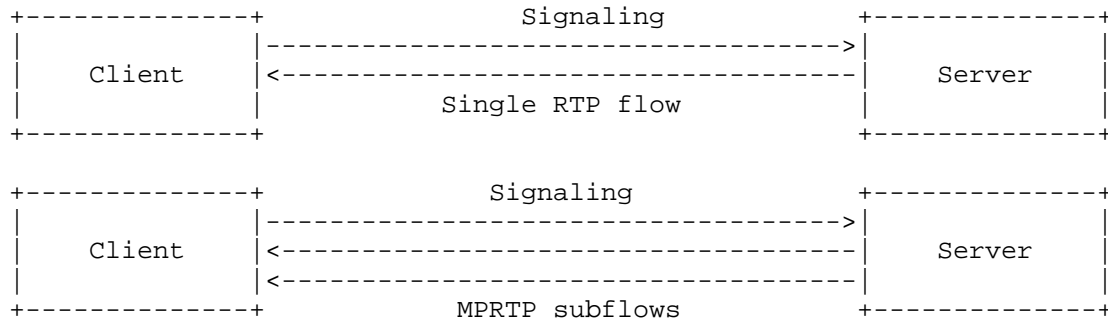 Signaling
Client Server
Single RTP flow
Signaling
Client Server
MPRTP subflows